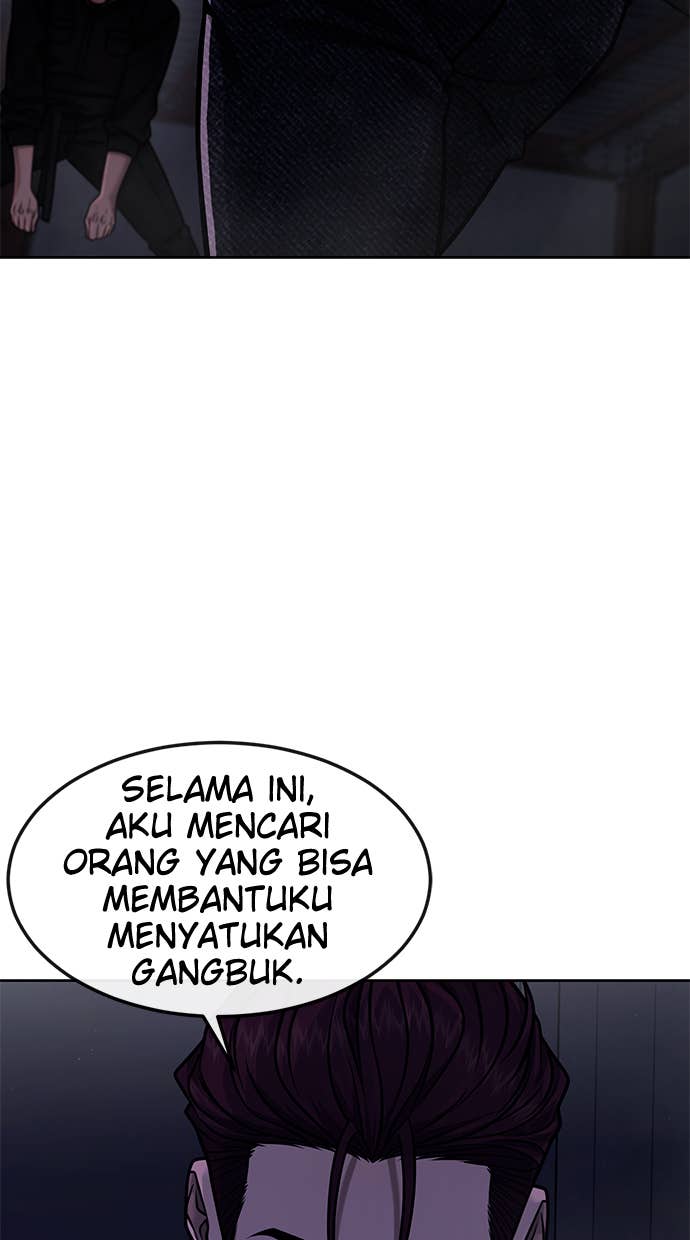 SELAMA INI,
AKU MENCARI
ORANG YANG BISA
MEMBANTUKU
MENYATUKAN
GANGBUK.